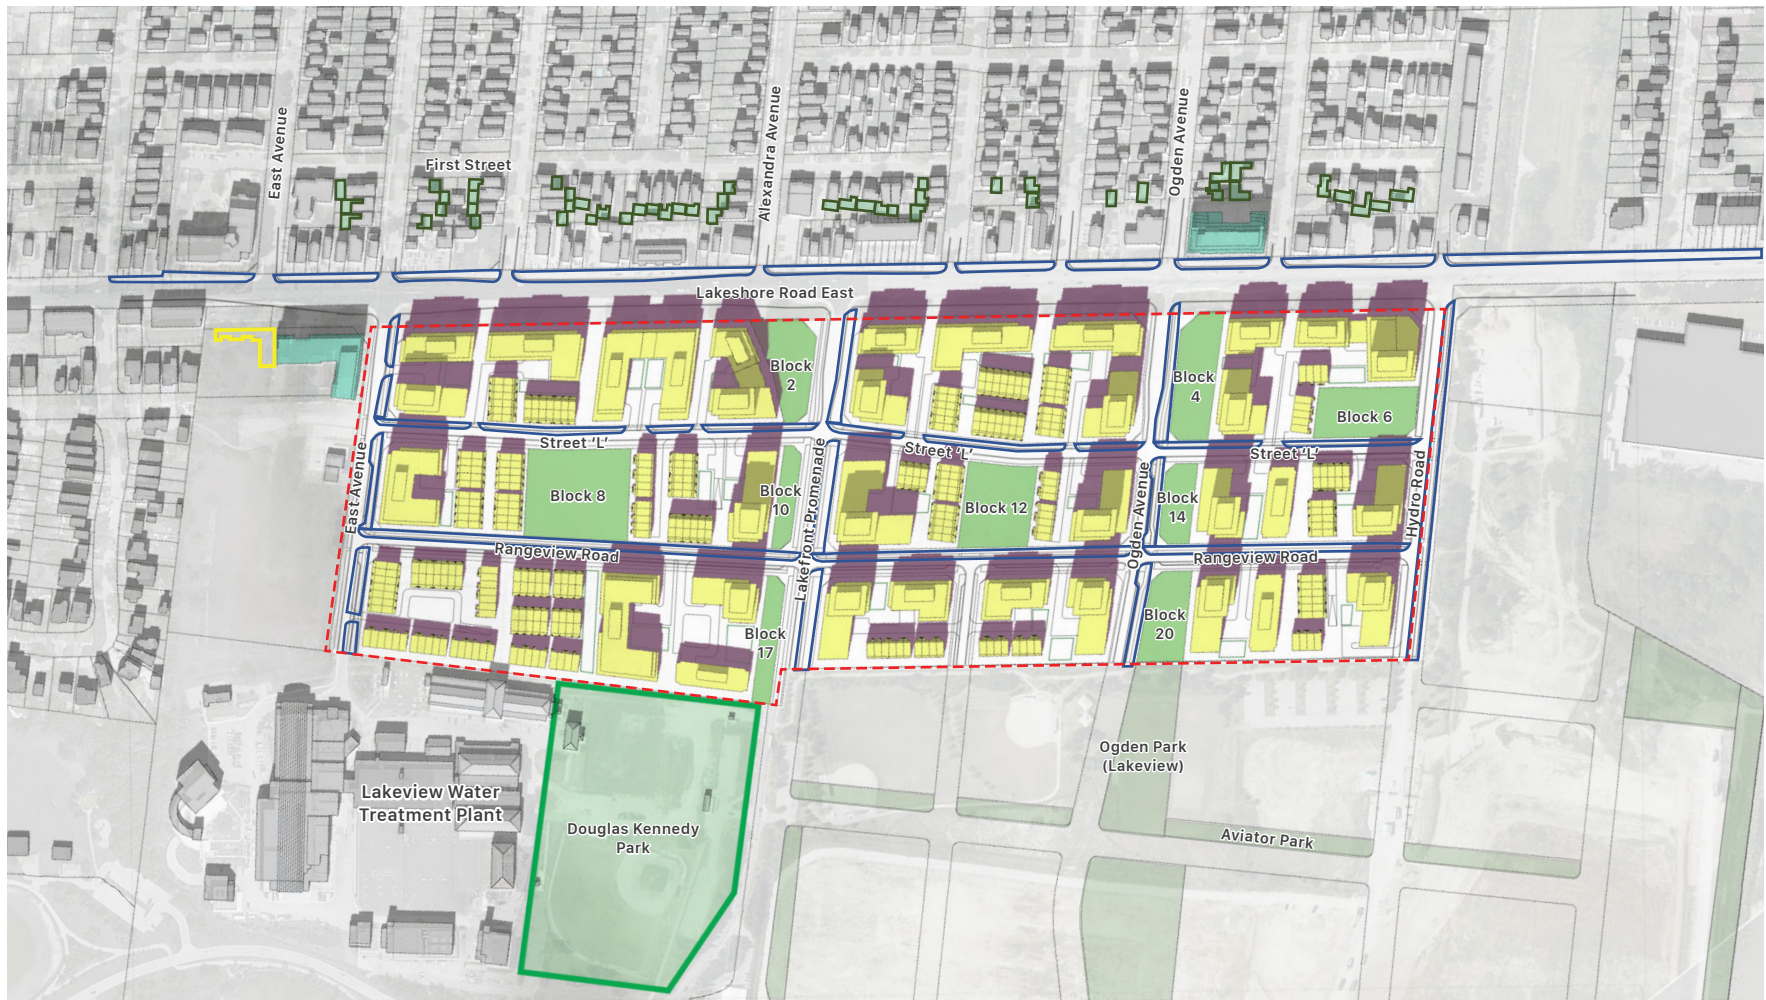 East Avenue
First Street
Alexandra Avenue
Ogden Avenue
Lakeshore Road East
Block
2
Block
4
Block 6
Street ‘L’
Street ‘L’
Street ‘L’
East Avenue
Block 8
Block
10
Lakefront Promenade
Block 12
Ogden Avenue
Block
14
Hydro Road
Rangeview Road
Rangeview Road
Block
17
Block
20
Ogden Park
(Lakeview)
Lakeview Water
Treatment Plant
Douglas Kennedy
Park
Aviator Park